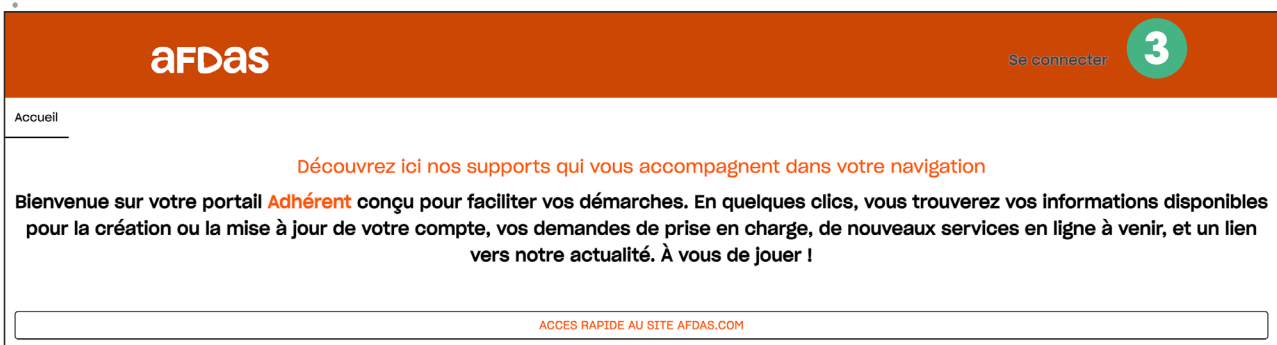 aFDas
Se connecter
3
Accueil
Découvrez ici nos supports qui vous accompagnent dans votre navigation
Bienvenue sur votre portail Adhérent conçu pour faciliter vos démarches. En quelques clics, vous trouverez vos informations disponibles
pour la création ou la mise à jour de votre compte, vos demandes de prise en charge, de nouveaux services en ligne à venir, et un lien
vers notre actualité. À vous de jouer !
ACCES RAPIDE AU SITE AFDAS.COM